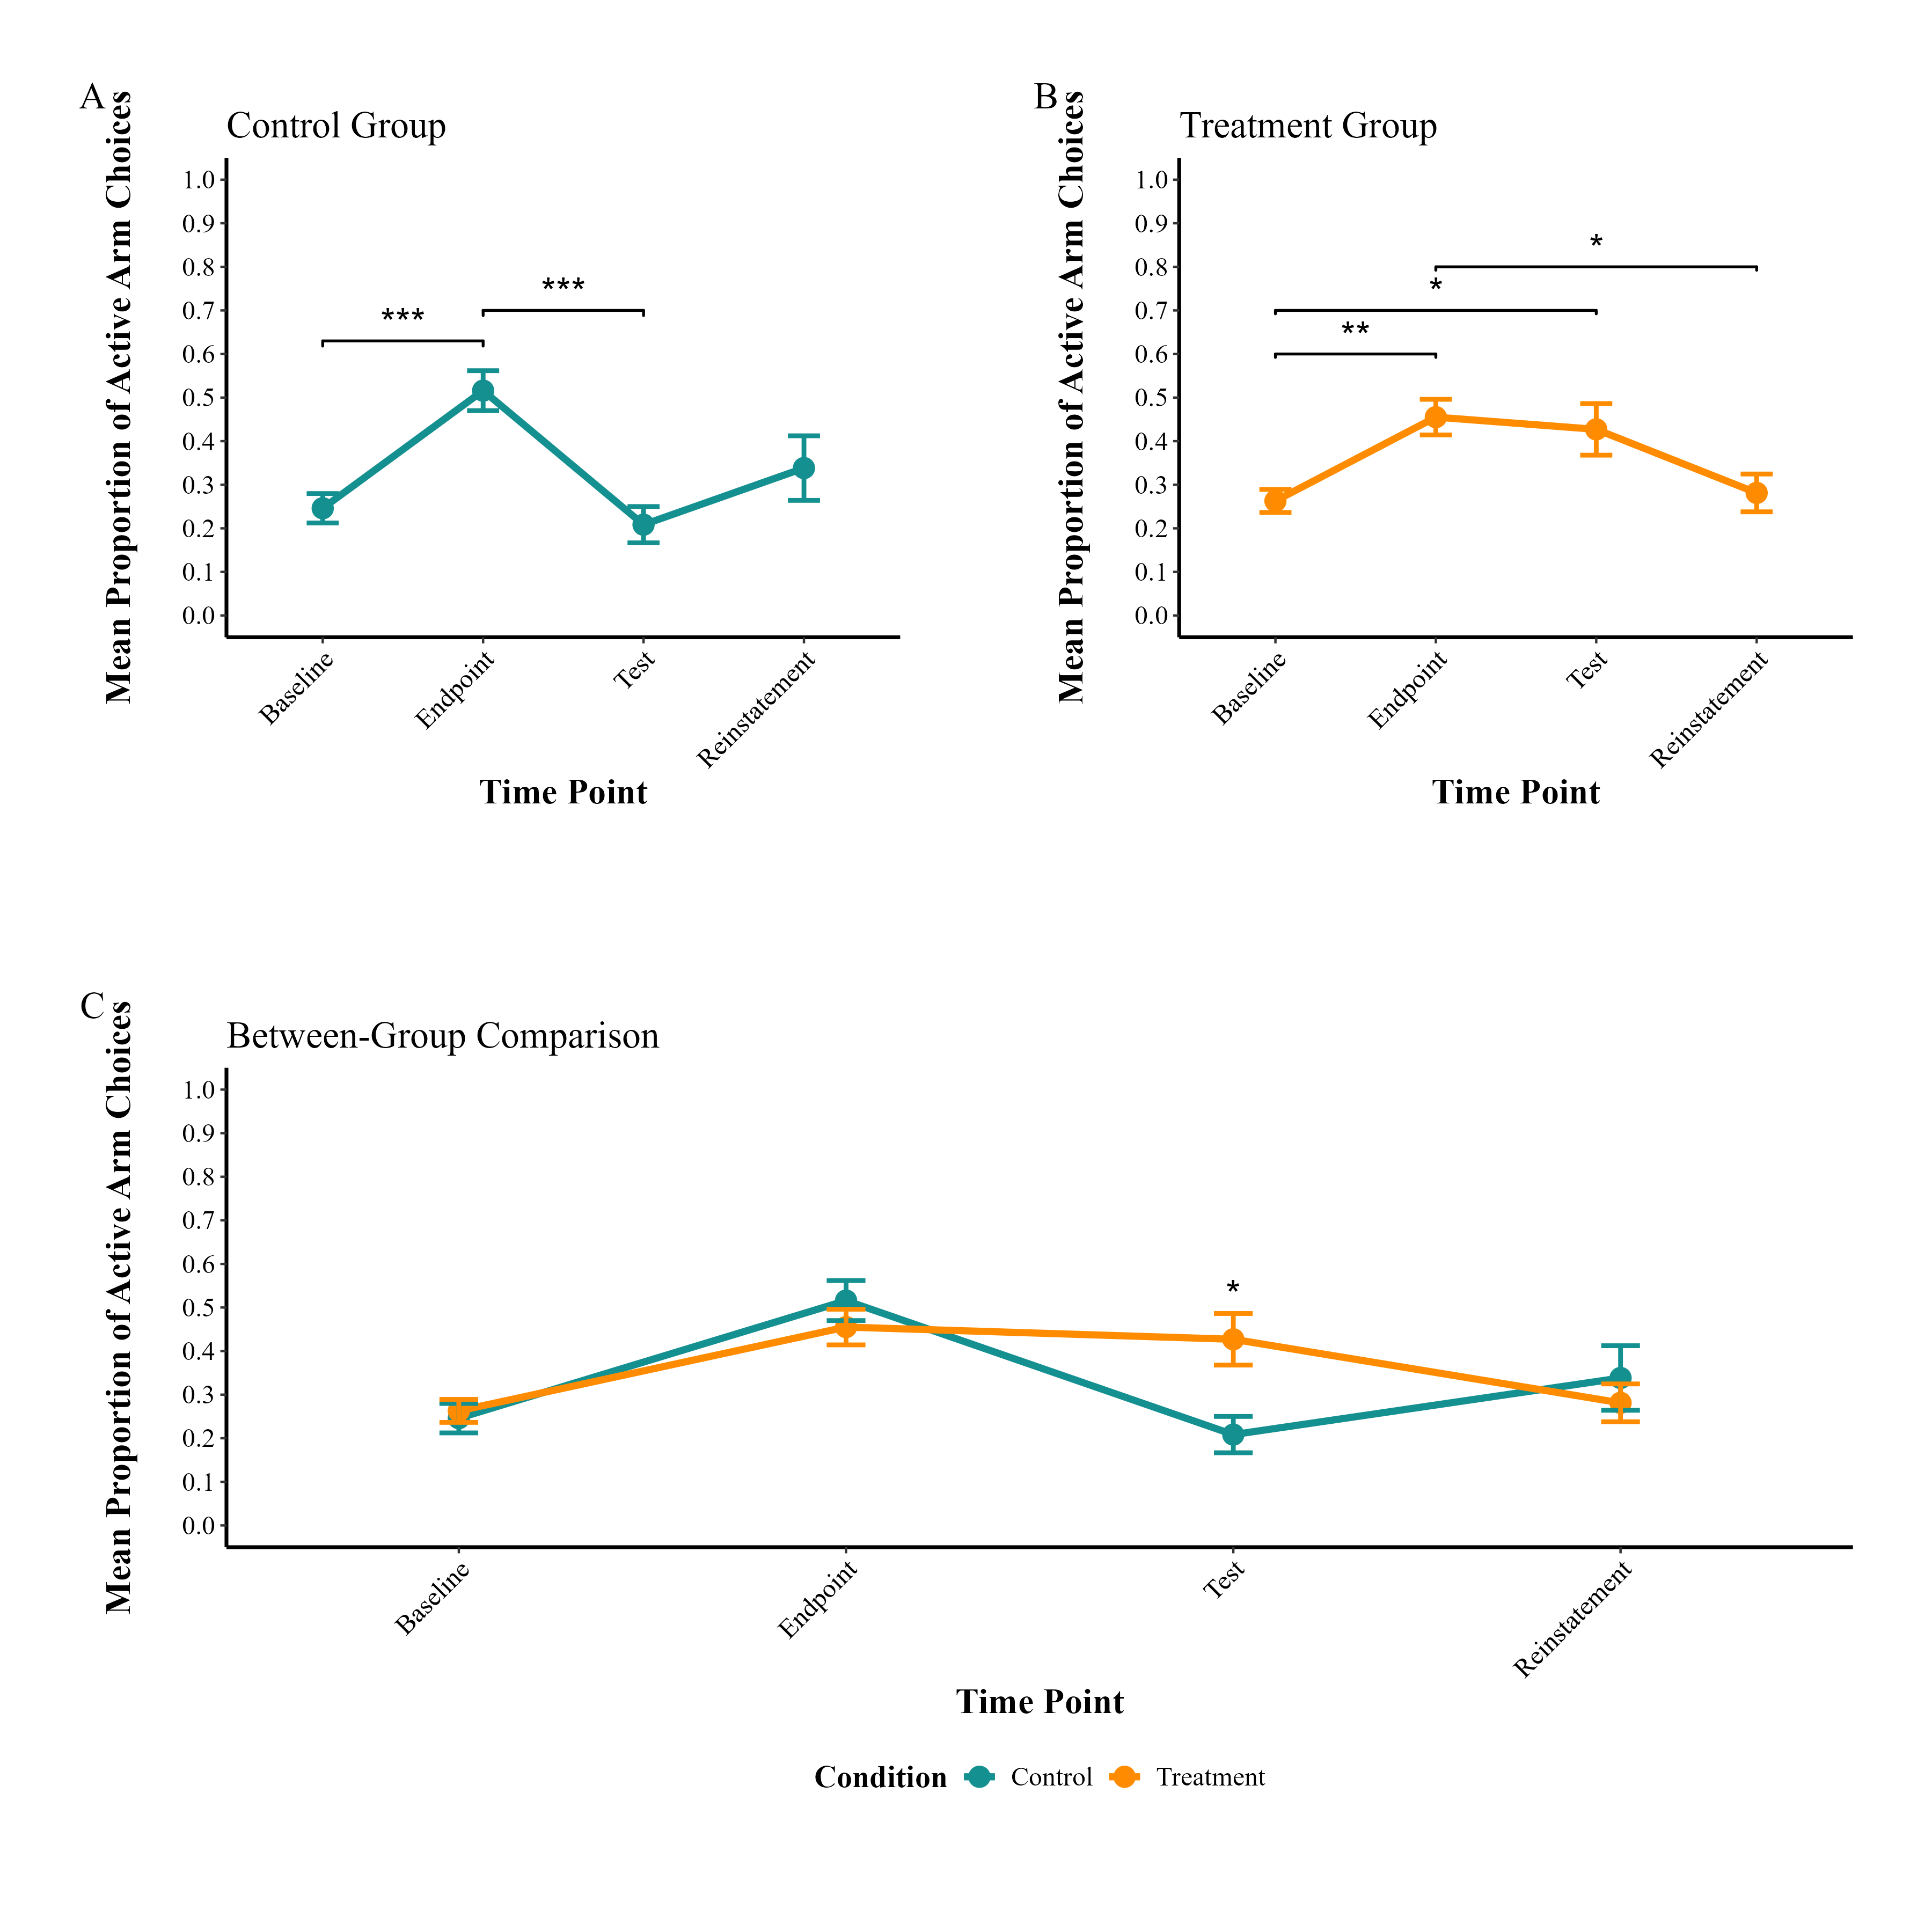 A
Control Group
Mean Proportion of Active Arm Choices
1.0
0.9
0.8
0.7
0.6
0.5
0.4
0.3
0.2
0.1
0.0
***
***
Baseline
Endpoint
Test
Reinstatement
Time Point
B
Treatment Group
Mean Proportion of Active Arm Choices
1.0
0.9
0.8
0.7
0.6
0.5
0.4
0.3
0.2
0.1
0.0
*
*
**
Baseline
Endpoint
Test
Reinstatement
Time Point
C
Between-Group Comparison
Mean Proportion of Active Arm Choices
1.0
0.9
0.8
0.7
0.6
0.5
0.4
0.3
0.2
0.1
0.0
*
Baseline
Endpoint
Test
Reinstatement
Time Point
Condition Control Treatment